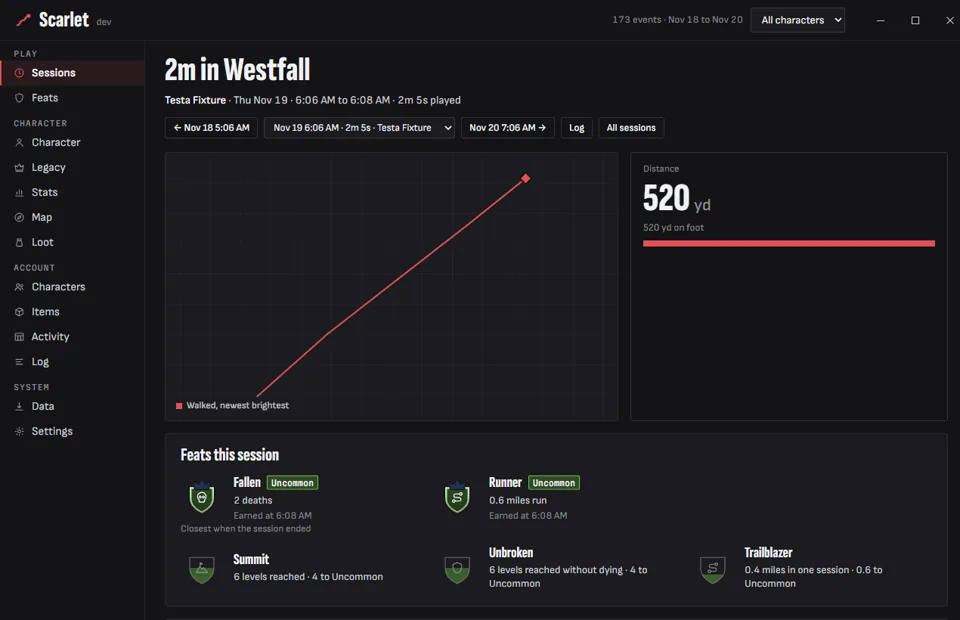 Scarlet dev
173 events · Nov 18 to Nov 20
All characters
PLAY
Sessions
Feats
CHARACTER
Character
Legacy
Stats
Map
Loot
ACCOUNT
Characters
Items
Activity
Log
SYSTEM
Data
Settings
2m in Westfall
Testa Fixture · Thu Nov 19 · 6:06 AM to 6:08 AM · 2m 5s played
← Nov 18 5:06 AM
Nov 19 6:06 AM · 2m 5s · Testa Fixture
Nov 20 7:06 AM →
Log
All sessions
Walked, newest brightest
Distance
520 yd
520 yd on foot
Feats this session
Fallen Uncommon
2 deaths
Earned at 6:08 AM
Runner Uncommon
0.6 miles run
Earned at 6:08 AM
Closest when the session ended
Summit
6 levels reached · 4 to Uncommon
Unbroken
6 levels reached without dying · 4 to
Uncommon
Trailblazer
0.4 miles in one session · 0.6 to
Uncommon